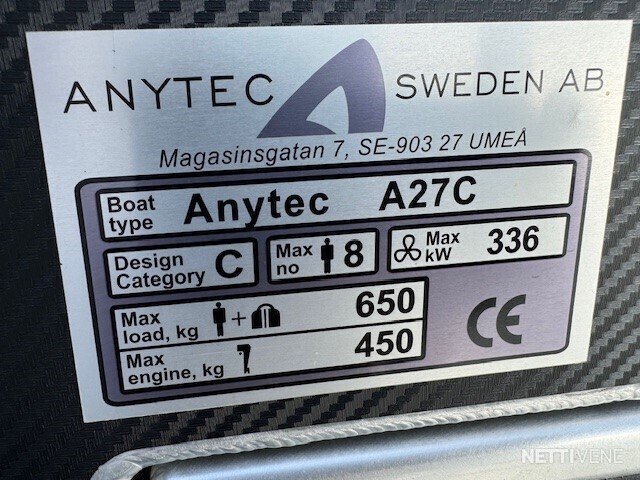 ANYTEC SWEDEN AB.
Magasinsgatan 7, SE-903 27 UMEÅ
Boat type Anytec A27C
Design Category C Max no 8 Max kW 336
Max load, kg + 650
Max engine, kg 450
CE
NETTIVENE